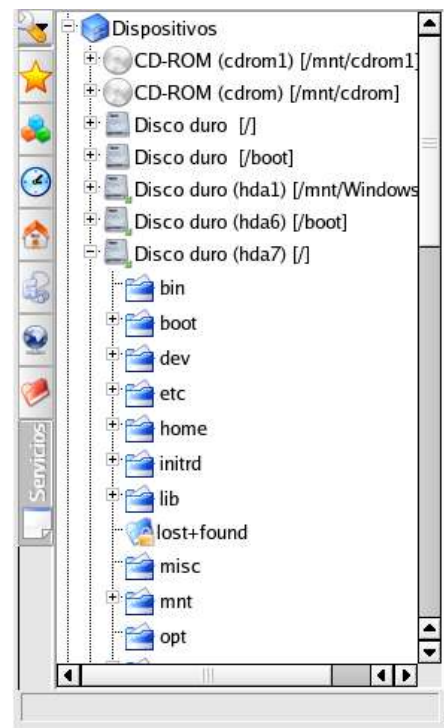 Dispositivos
CD-ROM (cdrom1) [/mnt/cdrom1]
CD-ROM (cdrom) [/mnt/cdrom]
Disco duro [/]
Disco duro [/boot]
Disco duro (hda1) [/mnt/Windows
Disco duro (hda6) [/boot]
Disco duro (hda7) [/]
bin
boot
dev
etc
home
initrd
lib
lost+found
misc
mnt
opt
Servicios